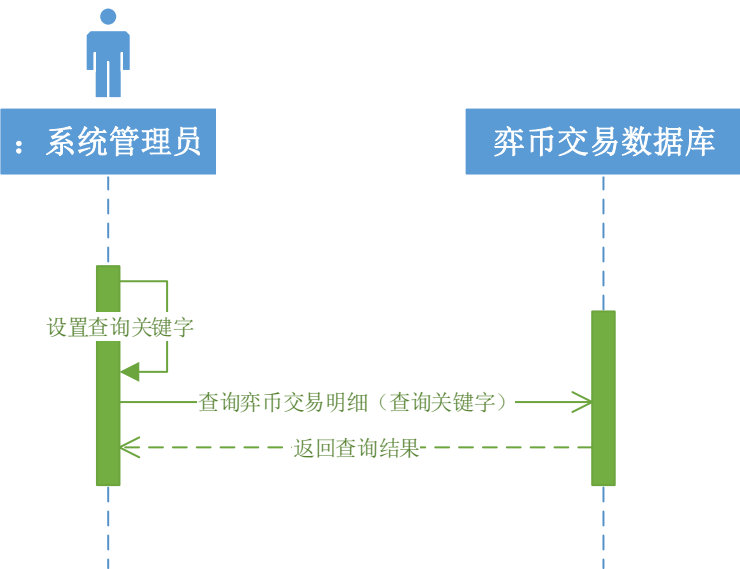 ：系统管理员
弈币交易数据库
设置查询关键字
查询弈币交易明细（查询关键字）
返回查询结果